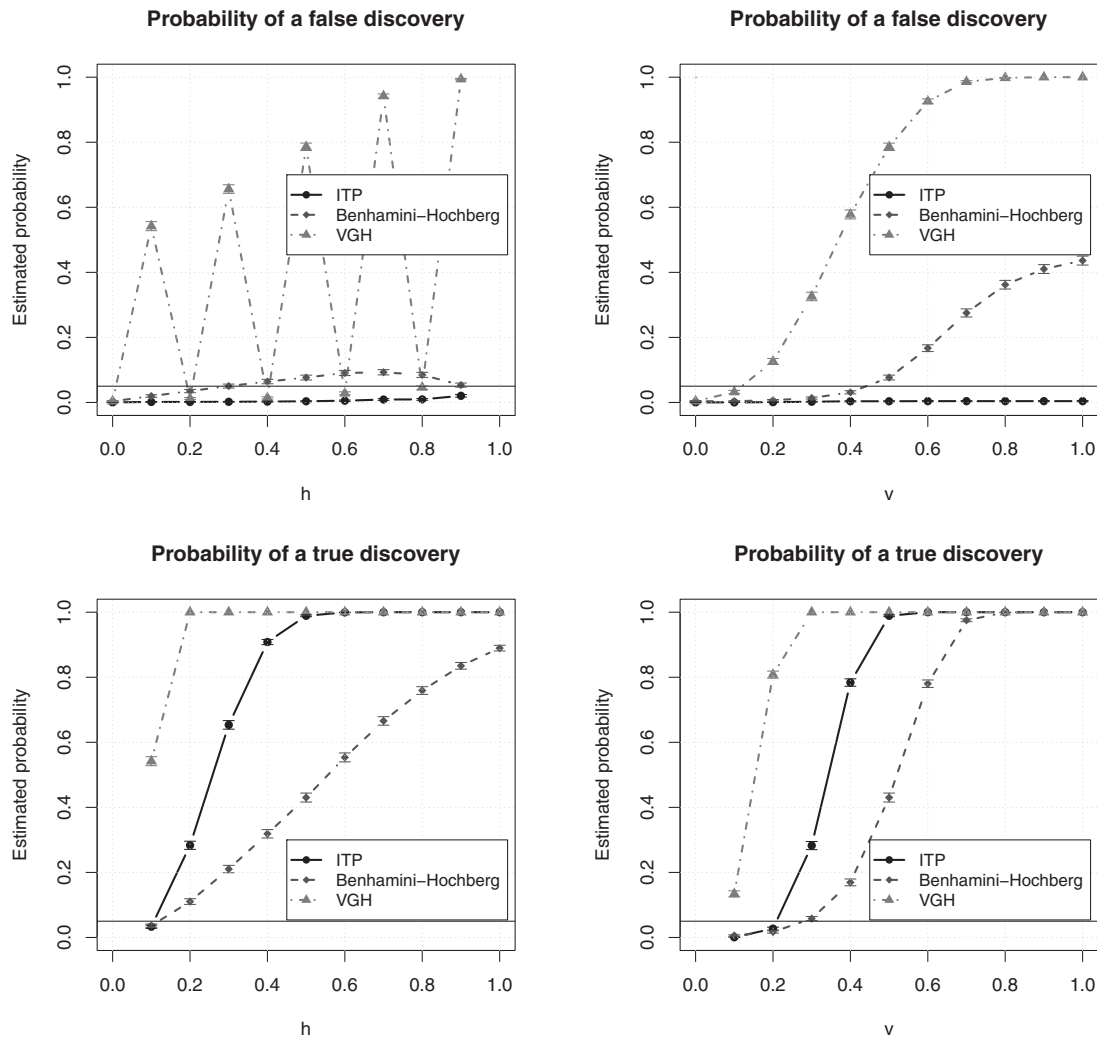 Probability of a false discovery
Estimated probability
1.0
0.8
0.6
0.4
0.2
0.0
ITP
Benhamini−Hochberg
VGH
0.0 0.2 0.4 0.6 0.8 1.0
h
Probability of a false discovery
Estimated probability
1.0
0.8
0.6
0.4
0.2
0.0
ITP
Benhamini−Hochberg
VGH
0.0 0.2 0.4 0.6 0.8 1.0
v
Probability of a true discovery
Estimated probability
1.0
0.8
0.6
0.4
0.2
0.0
ITP
Benhamini−Hochberg
VGH
0.0 0.2 0.4 0.6 0.8 1.0
h
Probability of a true discovery
Estimated probability
1.0
0.8
0.6
0.4
0.2
0.0
ITP
Benhamini−Hochberg
VGH
0.0 0.2 0.4 0.6 0.8 1.0
v